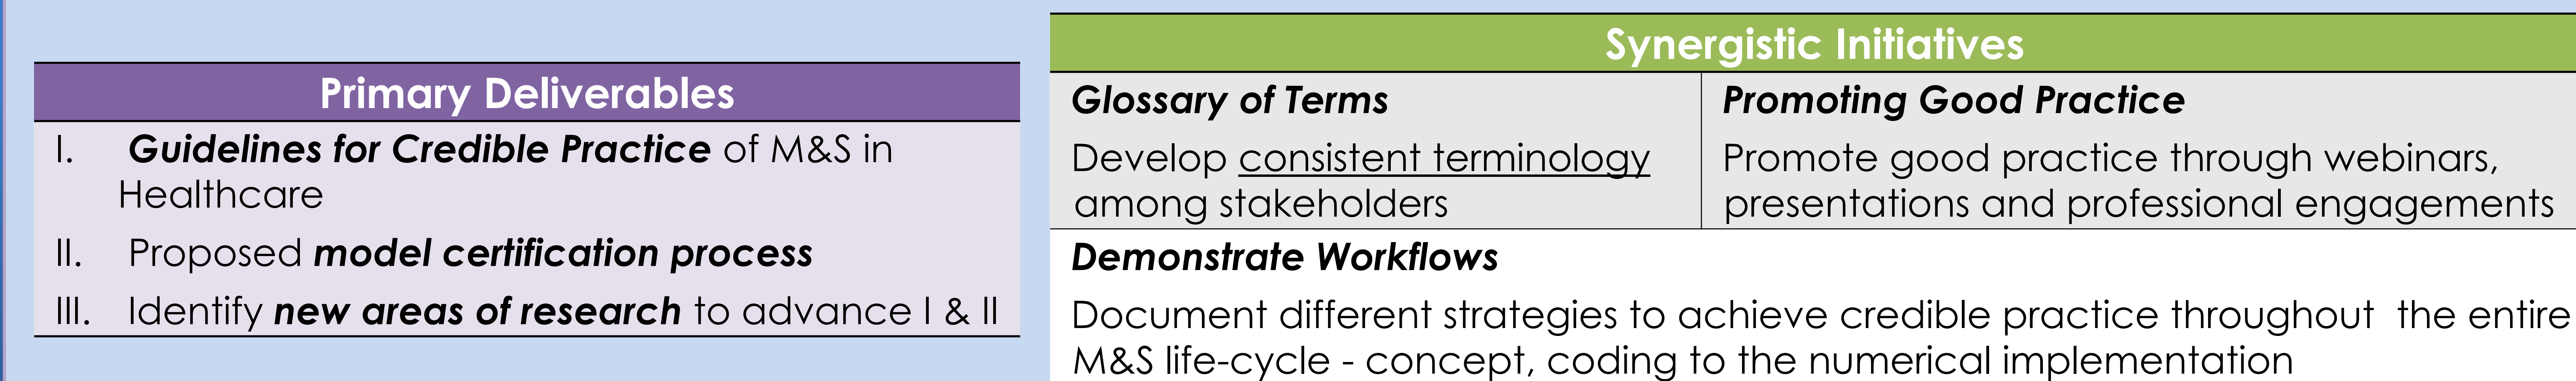 Primary Deliverables
I. Guidelines for Credible Practice of M&S in
Healthcare
II. Proposed model certification process
III. Identify new areas of research to advance I & II
Synergistic Initiatives
Glossary of Terms
Develop consistent terminology
among stakeholders
Promoting Good Practice
Promote good practice through webinars,
presentations and professional engagements
Demonstrate Workflows
Document different strategies to achieve credible practice throughout the entire
M&S life-cycle - concept, coding to the numerical implementation